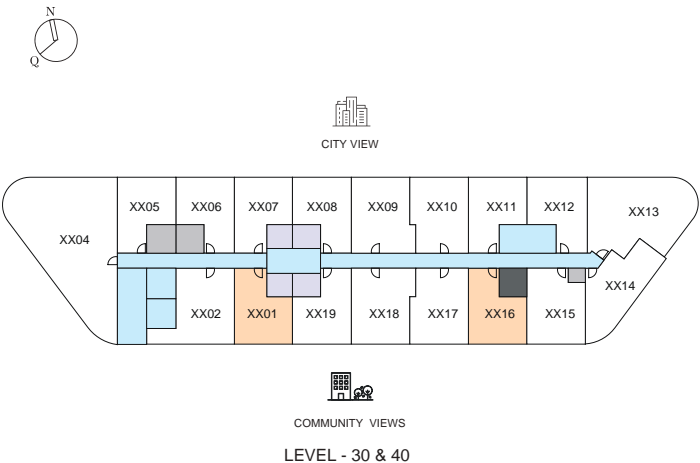 N
Q
CITY VIEW
XX05 XX06 XX07 XX08 XX09 XX10 XX11 XX12
XX13
XX04
XX14
XX02 XX01 XX19 XX18 XX17 XX16 XX15
COMMUNITY VIEWS
LEVEL - 30 & 40